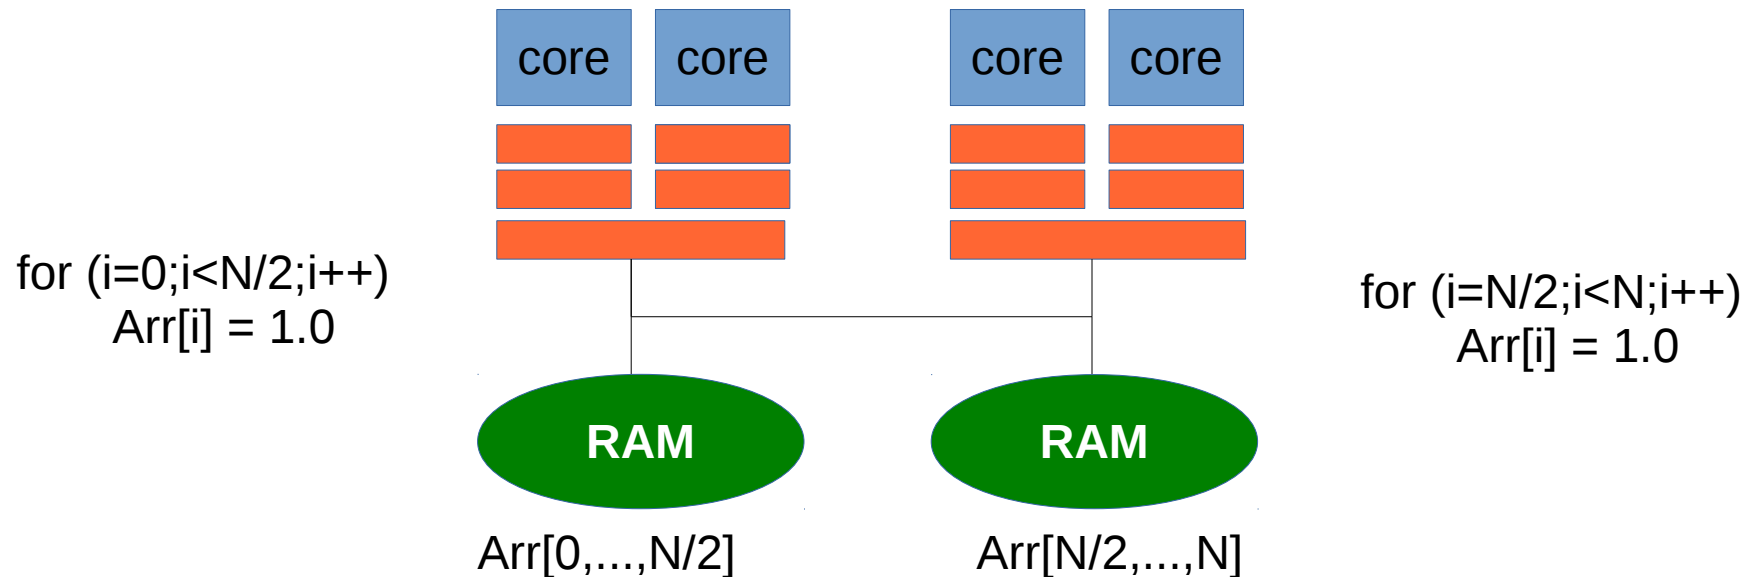 core
core
core
core
for (i=0;i<N/2;i++)
Arr[i] = 1.0
for (i=N/2;i<N;i++)
Arr[i] = 1.0
RAM
RAM
Arr[0,...,N/2]
Arr[N/2,...,N]